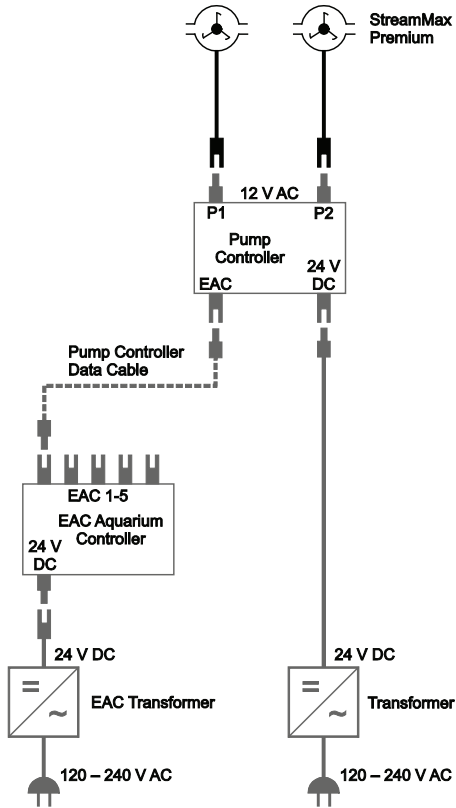 StreamMax
Premium
12 V AC
P1
P2
Pump
Controller
24 V
EAC
DC
Pump Controller
Data Cable
EAC 1-5
EAC Aquarium
Controller
24 V
DC
24 V DC
24 V DC
EAC Transformer
Transformer
120 – 240 V AC
120 – 240 V AC